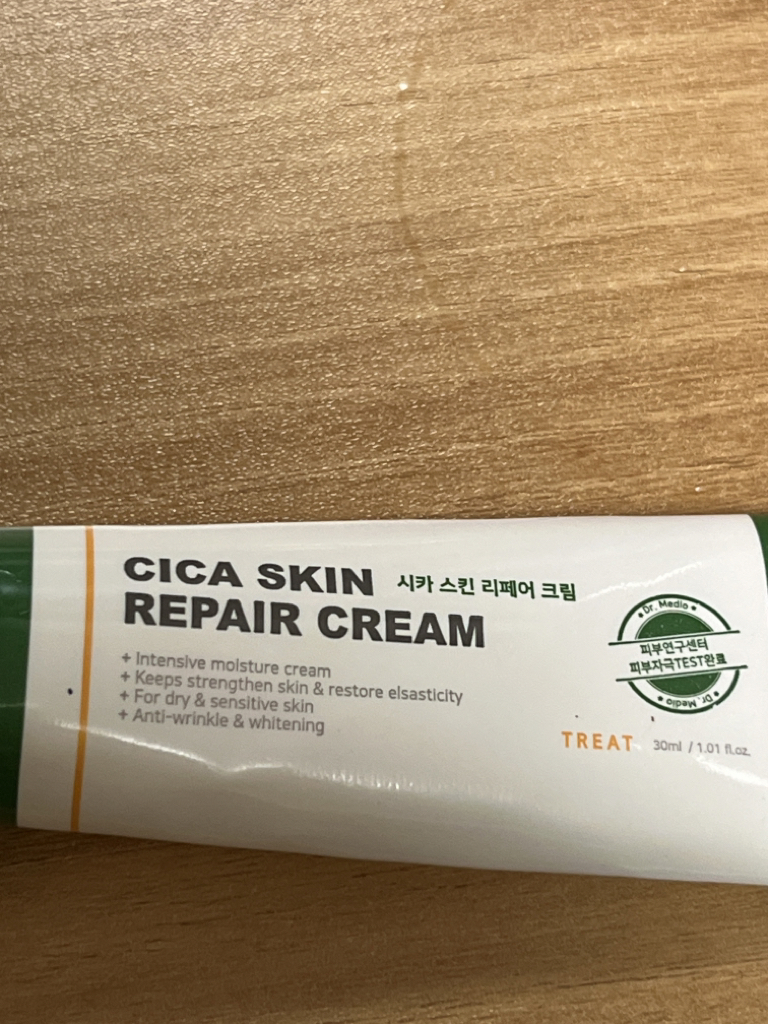 CICA SKIN 시카 스킨 리페어 크림
REPAIR CREAM
+ Intensive moisture cream
+ Keeps strengthen skin & restore elsasticity
+ For dry & sensitive skin
+ Anti-wrinkle & whitening
• Dr. Medio •
피부연구센터
피부자극TEST완료
• Dr. Medio •
TREAT 30ml / 1.01 fl.oz.